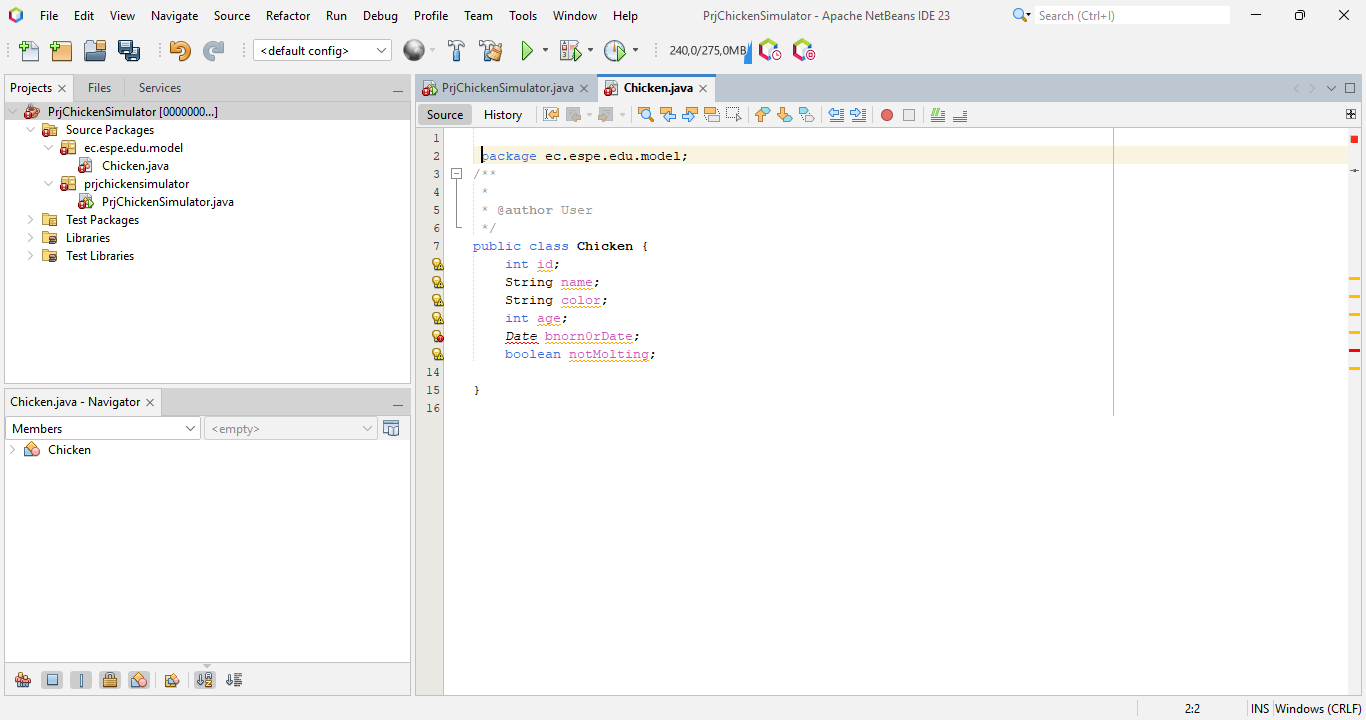 File Edit View Navigate Source Refactor Run Debug Profile Team Tools Window Help PrjChickenSimulator - Apache NetBeans IDE 23 Search (Ctrl+I)
<default config> 240,0/275,0MB
Projects Files Services
PrjChickenSimulator [0000000...]
Source Packages
ec.espe.edu.model
Chicken.java
prjchickensimulator
PrjChickenSimulator.java
Test Packages
Libraries
Test Libraries
Chicken.java - Navigator
Members <empty>
Chicken
PrjChickenSimulator.java Chicken.java
Source History
1
2 package ec.espe.edu.model;
3 /**
4 *
5 * @author User
6 */
7 public class Chicken {
int id;
String name;
String color;
int age;
Date bnornOrDate;
boolean notMolting;
14
15 }
16
2:2 INS Windows (CRLF)